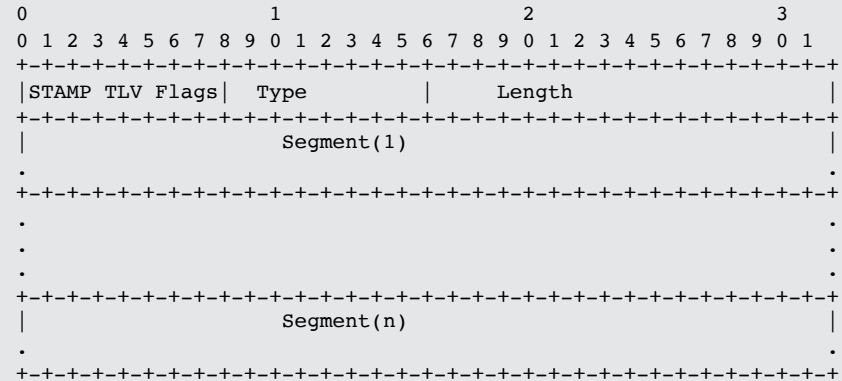 0                   1                   2                   3
0 1 2 3 4 5 6 7 8 9 0 1 2 3 4 5 6 7 8 9 0 1 2 3 4 5 6 7 8 9 0 1
+-+-+-+-+-+-+-+-+-+-+-+-+-+-+-+-+-+-+-+-+-+-+-+-+-+-+-+-+-+-+-+-+
|STAMP TLV Flags|  Type         |     Length                    |
+-+-+-+-+-+-+-+-+-+-+-+-+-+-+-+-+-+-+-+-+-+-+-+-+-+-+-+-+-+-+-+-+
|                    Segment(1)                                 |
.                                                               .
+-+-+-+-+-+-+-+-+-+-+-+-+-+-+-+-+-+-+-+-+-+-+-+-+-+-+-+-+-+-+-+-+
.                                                               .
.                                                               .
.                                                               .
+-+-+-+-+-+-+-+-+-+-+-+-+-+-+-+-+-+-+-+-+-+-+-+-+-+-+-+-+-+-+-+-+
|                    Segment(n)                                 |
.                                                               .
+-+-+-+-+-+-+-+-+-+-+-+-+-+-+-+-+-+-+-+-+-+-+-+-+-+-+-+-+-+-+-+-+